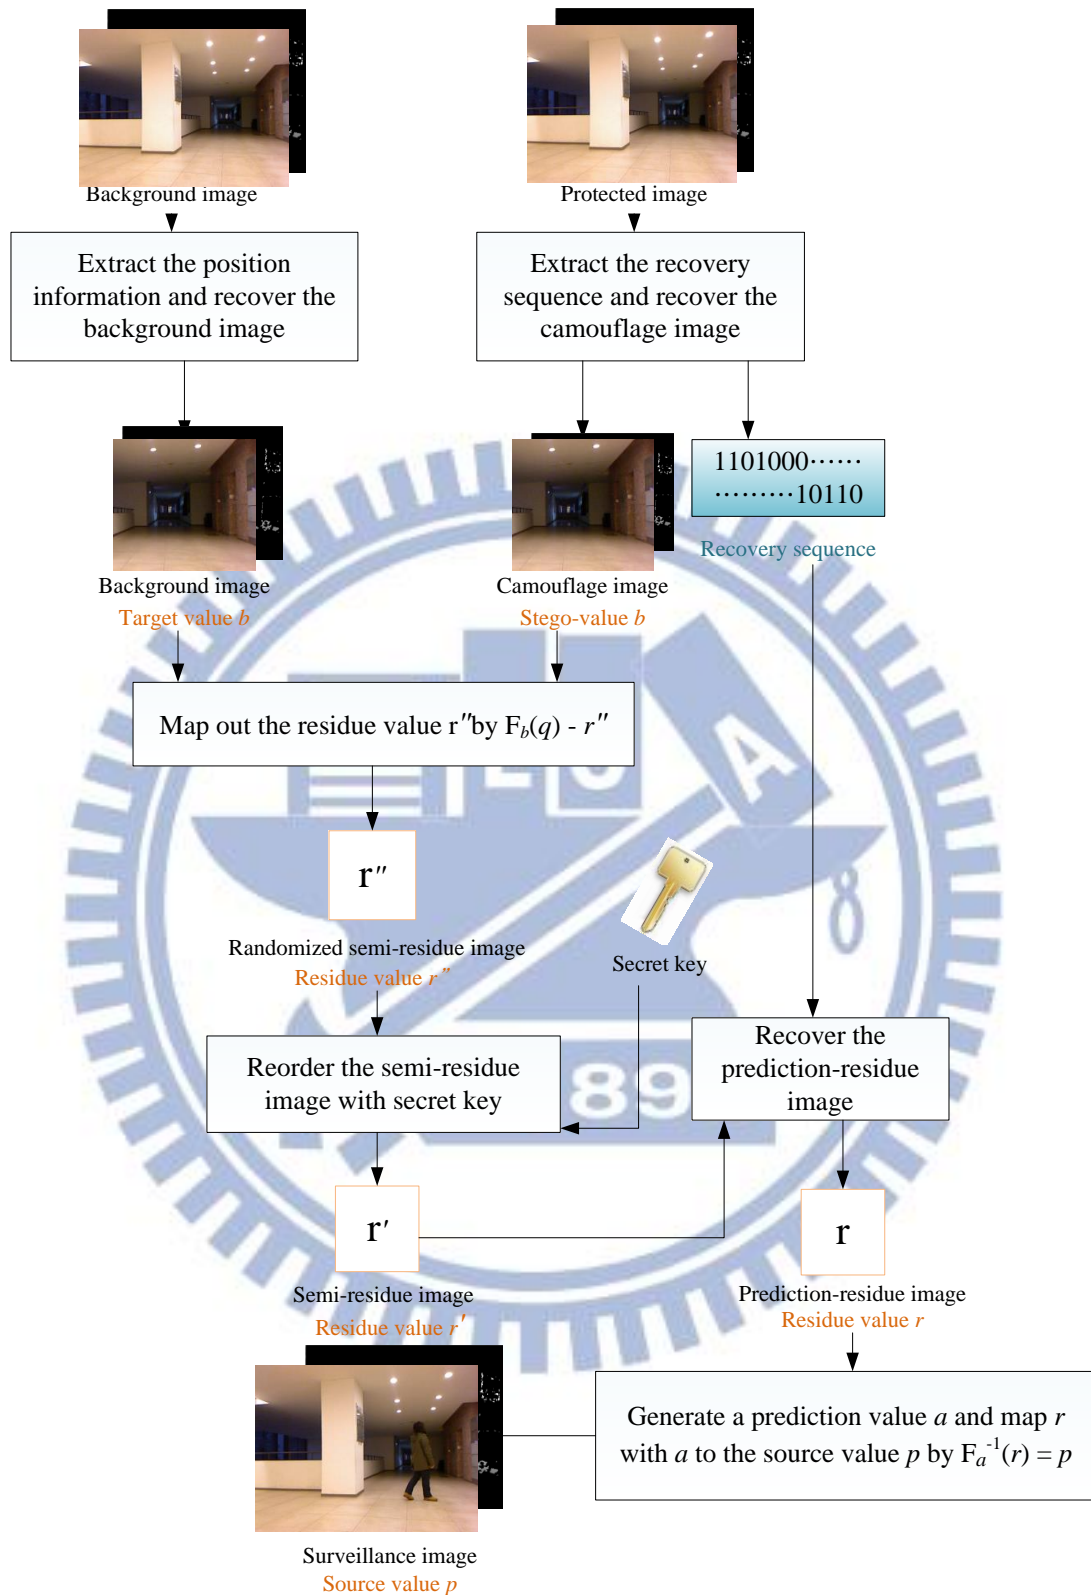 Background image
Protected image
Extract the position
information and recover the
background image
Extract the recovery
sequence and recover the
camouflage image
1101000······
·········10110
Recovery sequence
Background image
Target value b
Camouflage image
Stego-value b
Map out the residue value r″by Fb(q) - r″
r″
Randomized semi-residue image
Residue value r″
Secret key
Reorder the semi-residue
image with secret key
Recover the
prediction-residue
image
r′
r
Semi-residue image
Residue value r′
Prediction-residue image
Residue value r
Generate a prediction value a and map r
with a to the source value p by Fa⁻¹(r) = p
Surveillance image
Source value p
A
89